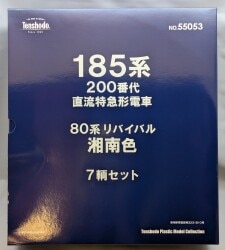 Tenshodo
NO.55053
185系
200番代
直流特急形電車
80系リバイバル
湘南色
7輌セット
Tenshodo Plastic Model Collection